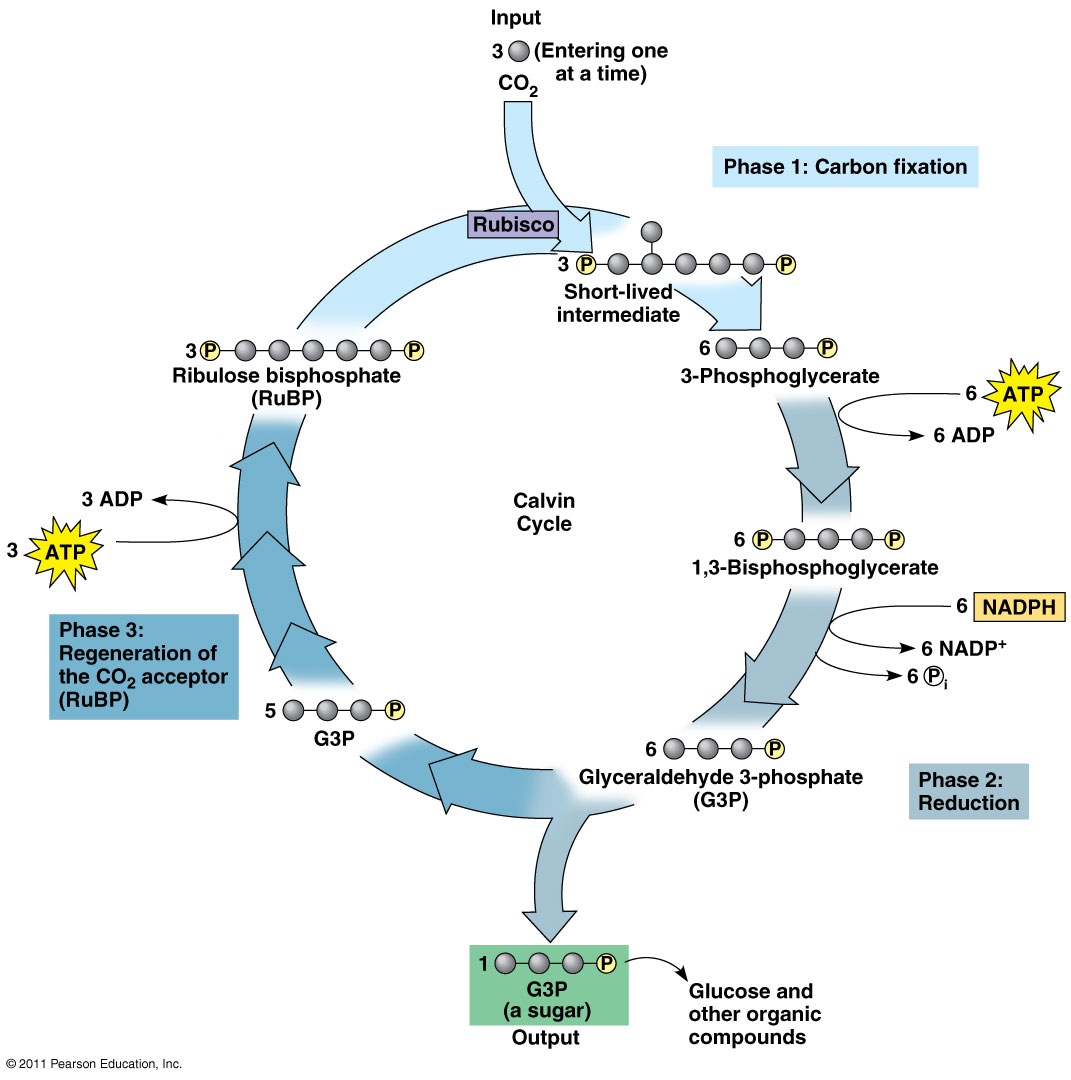 Input
3 (Entering one
at a time)
CO₂
Phase 1: Carbon fixation
Rubisco
3 P P
Short-lived
intermediate
3 P P
Ribulose bisphosphate
(RuBP)
6 P
3-Phosphoglycerate
6 ATP
6 ADP
Calvin
Cycle
3 ADP
3 ATP
6 P P
1,3-Bisphosphoglycerate
6 NADPH
6 NADP⁺
6 Pᵢ
Phase 3:
Regeneration of
the CO₂ acceptor
(RuBP)
5 P
G3P
6 P
Glyceraldehyde 3-phosphate
(G3P)
Phase 2:
Reduction
1 P
G3P
(a sugar)
Output
Glucose and
other organic
compounds
© 2011 Pearson Education, Inc.